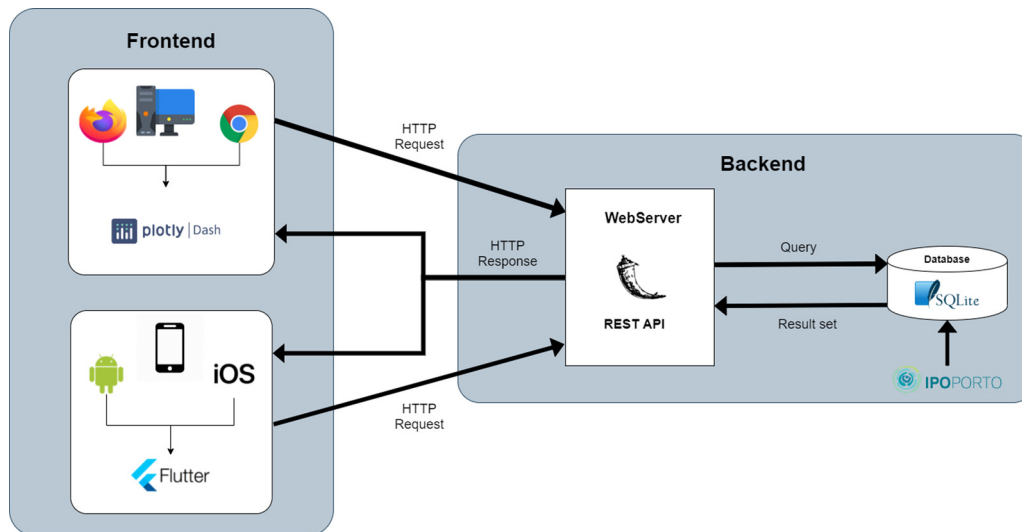 Frontend
plotly | Dash
iOS
Flutter
HTTP
Request
HTTP
Response
HTTP
Request
Backend
WebServer
REST API
Query
Result set
Database
SQLite
IPOPORTO